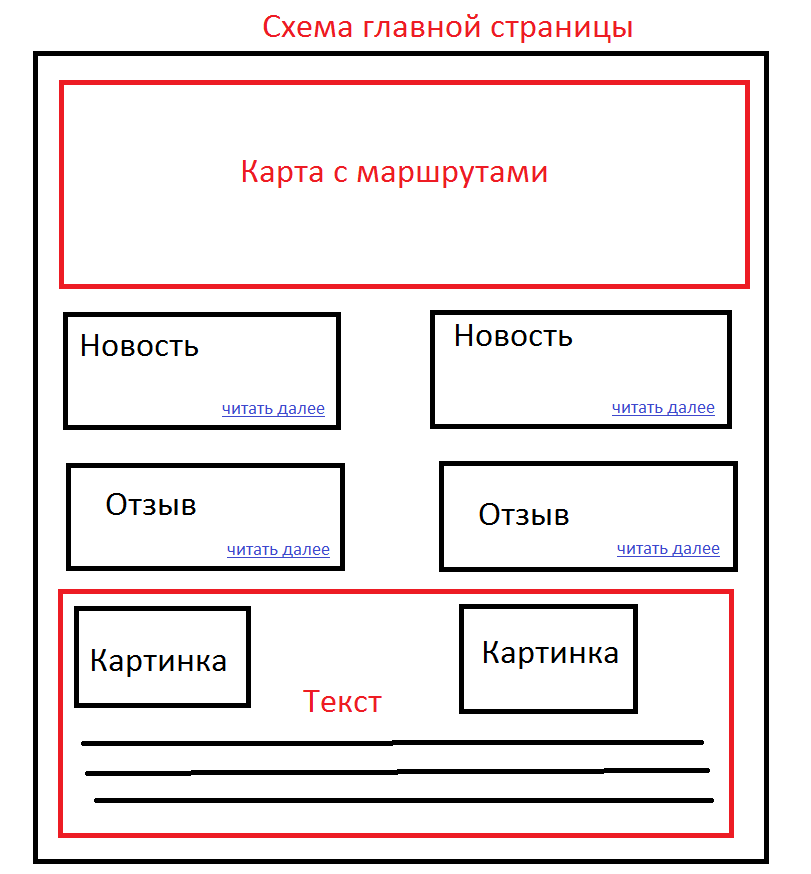 Схема главной страницы
Карта с маршрутами
Новость
читать далее
Новость
читать далее
Отзыв
читать далее
Отзыв
читать далее
Картинка
Картинка
Текст